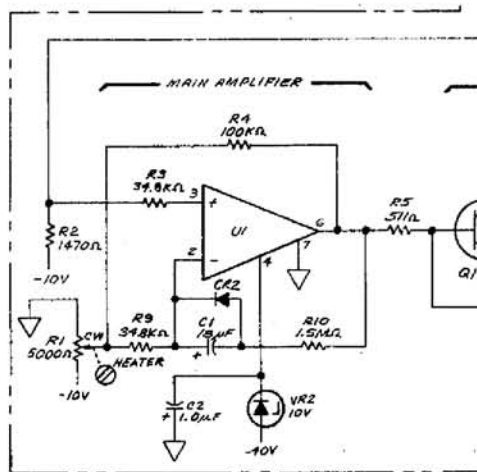 MAIN AMPLIFIER
R4
100KΩ
R3
34.8KΩ
3
+
R5
511Ω
6
U1
R2
1470Ω
7
2
-
4
Q1
-10V
CR2
R9
34.8KΩ
C1
18µF
+
R10
1.5MΩ
R1
5000Ω
CW
HEATER
-10V
C2
1.0µF
+
VR2
10V
-40V